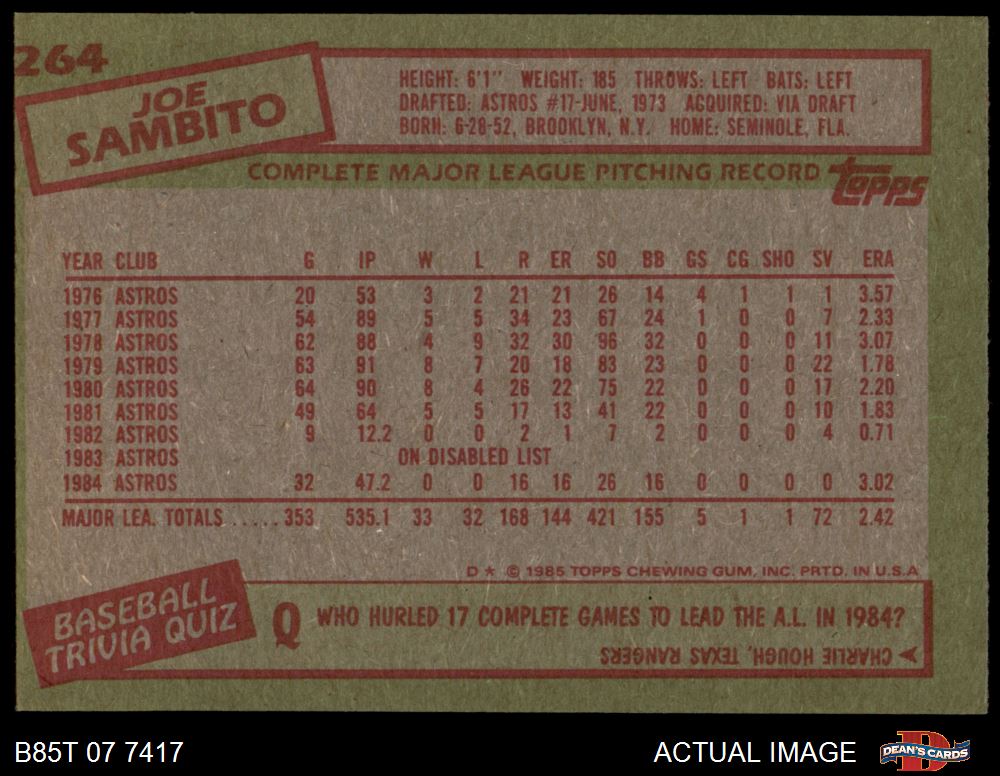 264
JOE
SAMBITO
HEIGHT: 6'1" WEIGHT: 185 THROWS: LEFT BATS: LEFT
DRAFTED: ASTROS #17-JUNE, 1973 ACQUIRED: VIA DRAFT
BORN: 6-28-52, BROOKLYN, N.Y. HOME: SEMINOLE, FLA.
COMPLETE MAJOR LEAGUE PITCHING RECORD topps
YEAR CLUB G IP W L R ER SO BB GS CG SHO SV ERA
1976 ASTROS 20 53 3 2 21 21 26 14 4 1 1 1 3.57
1977 ASTROS 54 89 5 5 34 23 67 24 1 0 0 7 2.33
1978 ASTROS 62 88 4 9 32 30 96 32 0 0 0 11 3.07
1979 ASTROS 63 91 8 7 20 18 83 23 0 0 0 22 1.78
1980 ASTROS 64 90 8 4 26 22 75 22 0 0 0 17 2.20
1981 ASTROS 49 64 5 5 17 13 41 22 0 0 0 10 1.83
1982 ASTROS 9 12.2 0 0 2 1 7 2 0 0 0 4 0.71
1983 ASTROS ON DISABLED LIST
1984 ASTROS 32 47.2 0 0 16 16 26 16 0 0 0 0 3.02
MAJOR LEA. TOTALS ..... 353 535.1 33 32 168 144 421 155 5 1 1 72 2.42
D * © 1985 TOPPS CHEWING GUM, INC. PRTD. IN U.S.A
BASEBALL
TRIVIA QUIZ
Q WHO HURLED 17 COMPLETE GAMES TO LEAD THE A.L. IN 1984?
CHARLIE HOUGH, TEXAS RANGERS
B85T 07 7417
ACTUAL IMAGE
D
DEAN'S CARDS